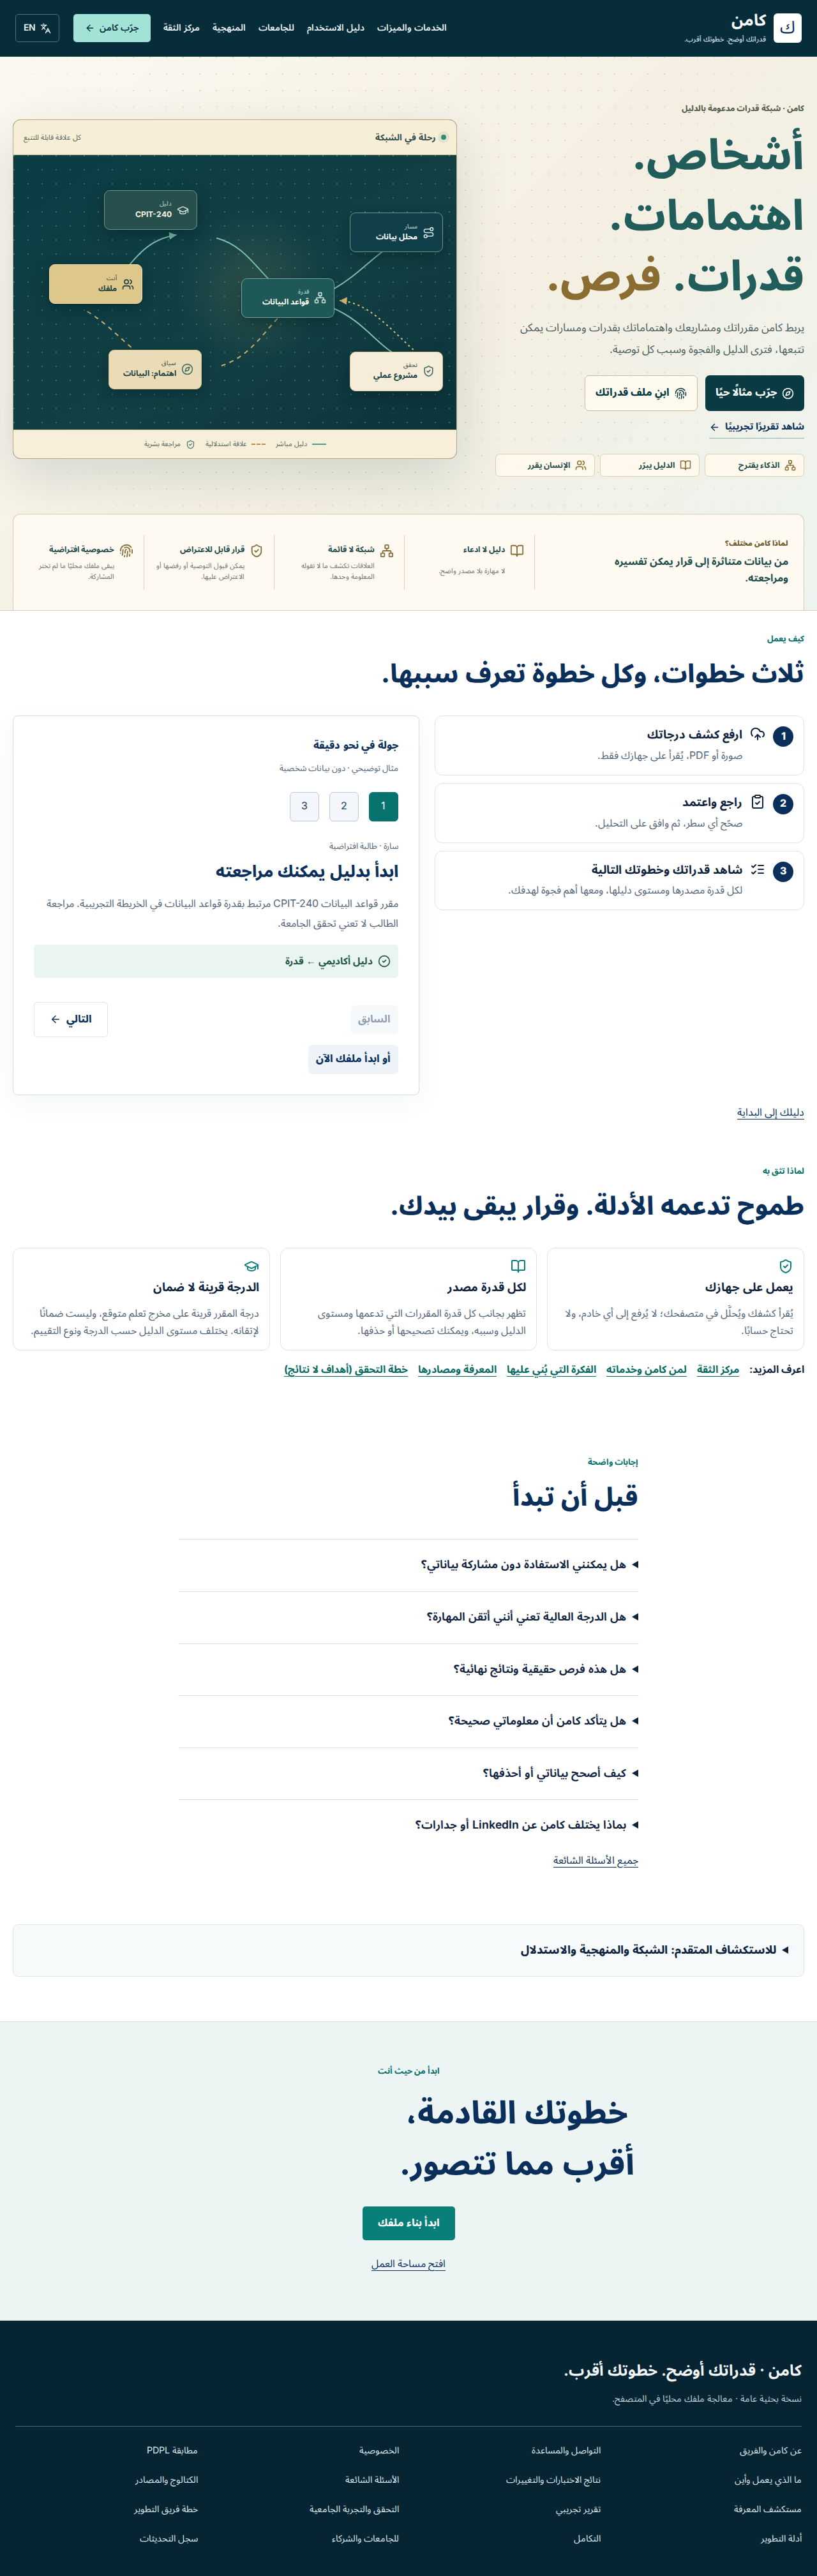 كامن
قدراتك أوضح. خطوتك أقرب.
ك
الخدمات والميزات
دليل الاستخدام
للجامعات
المنهجية
مركز الثقة
جرّب كامن
EN
كامن · شبكة قدرات مدعومة بالدليل
أشخاص.
اهتمامات.
قدرات. فرص.
يربط كامن مقرراتك ومشاريعك واهتماماتك بقدرات ومسارات يمكن
تتبعها، فترى الدليل والفجوة وسبب كل توصية.
جرّب مثالًا حيًا
ابنِ ملف قدراتك
شاهد تقريرًا تجريبيًا
الذكاء يقترح
الدليل يبرّر
الإنسان يقرر
رحلة في الشبكة
كل علاقة قابلة للتتبع
دليل
CPIT-240
مسار
محلل بيانات
أنت
ملفك
قدرة
قواعد البيانات
سياق
اهتمام: البيانات
تحقق
مشروع عملي
دليل مباشر
علاقة استدلالية
مراجعة بشرية
لماذا كامن مختلف؟
من بيانات متناثرة إلى قرار يمكن تفسيره
ومراجعته.
دليل لا ادعاء
لا مهارة بلا مصدر واضح.
شبكة لا قائمة
العلاقات تكشف ما لا تقوله
المعلومة وحدها.
قرار قابل للاعتراض
يمكن قبول التوصية أو رفضها أو
الاعتراض عليها.
خصوصية افتراضية
يبقى ملفك محليًا ما لم تختر
المشاركة.
كيف يعمل
ثلاث خطوات، وكل خطوة تعرف سببها.
1
ارفع كشف درجاتك
صورة أو PDF، يُقرأ على جهازك فقط.
2
راجع واعتمد
صحّح أي سطر، ثم وافق على التحليل.
3
شاهد قدراتك وخطوتك التالية
لكل قدرة مصدرها ومستوى دليلها، ومعها أهم فجوة لهدفك.
جولة في نحو دقيقة
مثال توضيحي · دون بيانات شخصية
1
2
3
سارة · طالبة افتراضية
ابدأ بدليل يمكنك مراجعته
مقرر قواعد البيانات CPIT-240 مرتبط بقدرة قواعد البيانات في الخريطة التجريبية. مراجعة
الطالب لا تعني تحقق الجامعة.
دليل أكاديمي ← قدرة
السابق
التالي
أو ابدأ ملفك الآن
دليلك إلى البداية
لماذا تثق به
طموح تدعمه الأدلة. وقرار يبقى بيدك.
يعمل على جهازك
يُقرأ كشفك ويُحلَّل في متصفحك؛ لا يُرفع إلى أي خادم، ولا
تحتاج حسابًا.
لكل قدرة مصدر
تظهر بجانب كل قدرة المقررات التي تدعمها ومستوى
الدليل وسببه، ويمكنك تصحيحها أو حذفها.
الدرجة قرينة لا ضمان
درجة المقرر قرينة على مخرج تعلم متوقع، وليست ضمانًا
لإتقانه. يختلف مستوى الدليل حسب الدرجة ونوع التقييم.
اعرف المزيد:
مركز الثقة
لمن كامن وخدماته
الفكرة التي بُني عليها
المعرفة ومصادرها
خطة التحقق (أهداف لا نتائج)
إجابات واضحة
قبل أن تبدأ
هل يمكنني الاستفادة دون مشاركة بياناتي؟
هل الدرجة العالية تعني أنني أتقن المهارة؟
هل هذه فرص حقيقية ونتائج نهائية؟
هل يتأكد كامن أن معلوماتي صحيحة؟
كيف أصحح بياناتي أو أحذفها؟
بماذا يختلف كامن عن LinkedIn أو جدارات؟
جميع الأسئلة الشائعة
للاستكشاف المتقدم: الشبكة والمنهجية والاستدلال
ابدأ من حيث أنت
خطوتك القادمة،
أقرب مما تتصور.
ابدأ بناء ملفك
افتح مساحة العمل
كامن · قدراتك أوضح. خطوتك أقرب.
نسخة بحثية عامة · معالجة ملفك محليًا في المتصفح.
عن كامن والفريق
التواصل والمساعدة
الخصوصية
مطابقة PDPL
ما الذي يعمل وأين
نتائج الاختبارات والتغييرات
الأسئلة الشائعة
الكتالوج والمصادر
مستكشف المعرفة
تقرير تجريبي
التحقق والتجربة الجامعية
خطة فريق التطوير
أدلة التطوير
التكامل
للجامعات والشركاء
سجل التحديثات